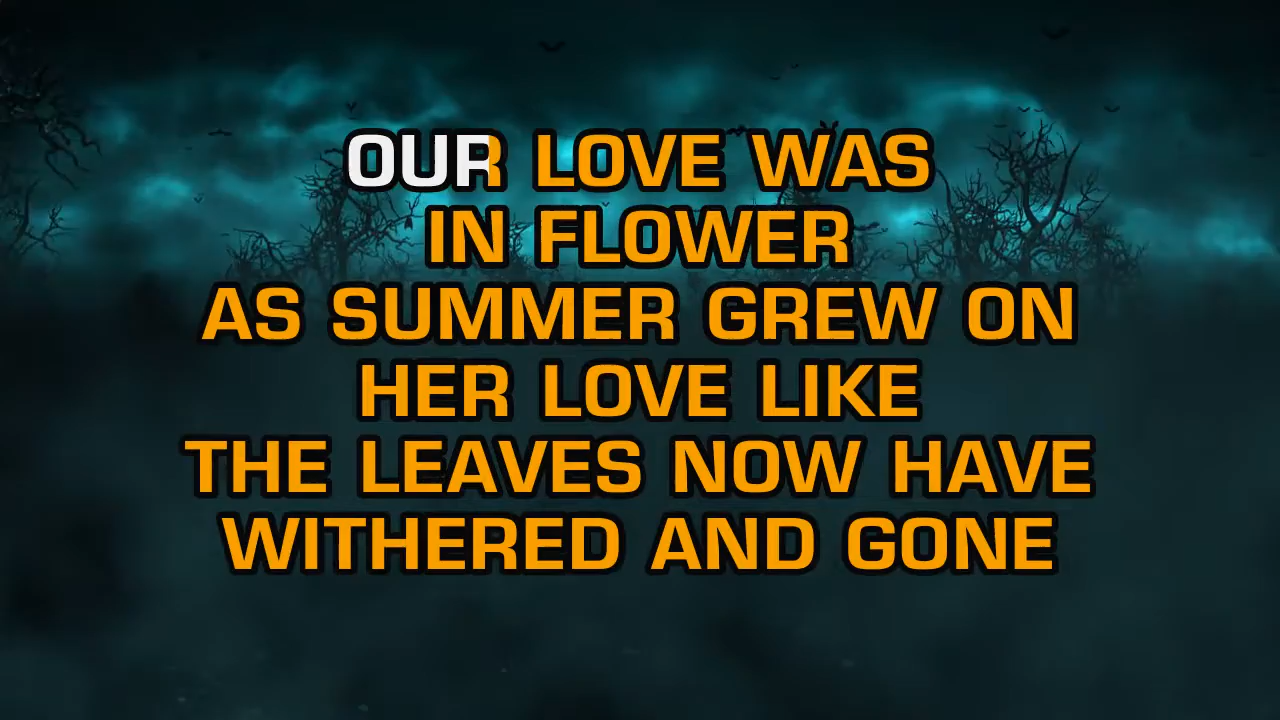 OUR LOVE WAS
IN FLOWER
AS SUMMER GREW ON
HER LOVE LIKE
THE LEAVES NOW HAVE
WITHERED AND GONE